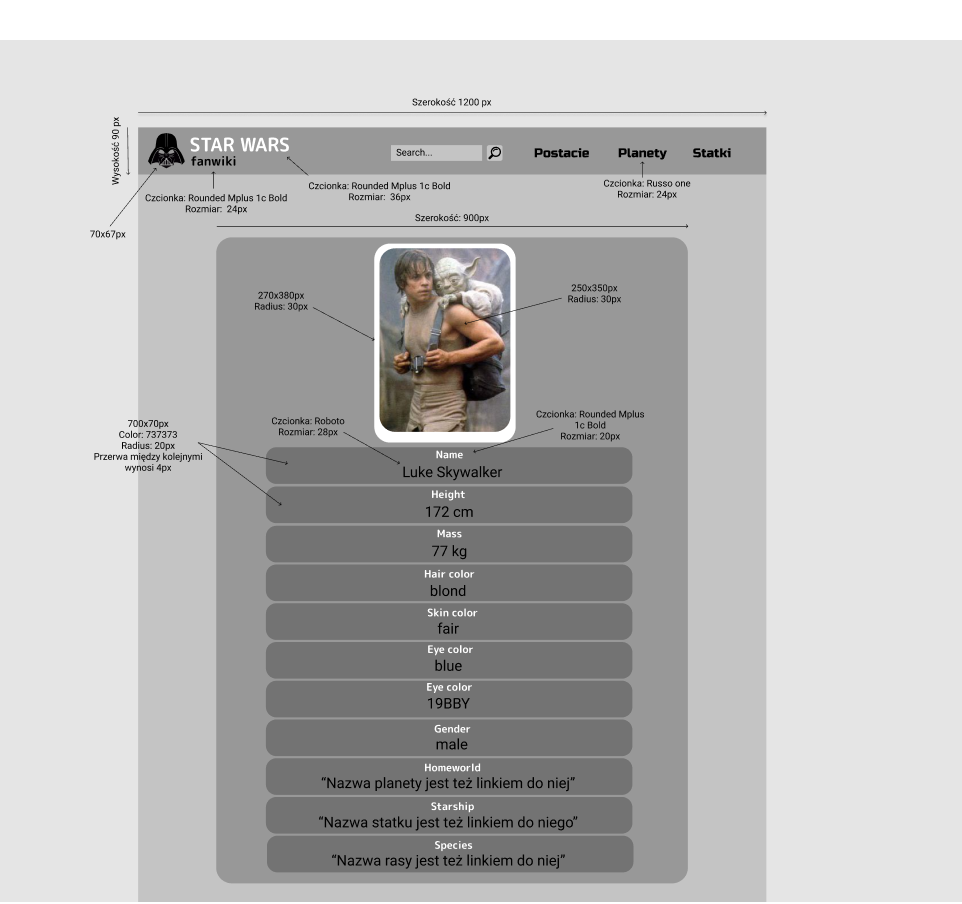 Szerokość 1200 px
Wysokość 90 px
STAR WARS
fanwiki
Search...
Postacie
Planety
Statki
Czcionka: Rounded Mplus 1c Bold
Rozmiar: 24px
Czcionka: Rounded Mplus 1c Bold
Rozmiar: 36px
Czcionka: Russo one
Rozmiar: 24px
70x67px
Szerokość: 900px
270x380px
Radius: 30px
250x350px
Radius: 30px
700x70px
Color: 737373
Radius: 20px
Przerwa między kolejnymi
wynosi 4px
Czcionka: Roboto
Rozmiar: 28px
Czcionka: Rounded Mplus
1c Bold
Rozmiar: 20px
Name
Luke Skywalker
Height
172 cm
Mass
77 kg
Hair color
blond
Skin color
fair
Eye color
blue
Eye color
19BBY
Gender
male
Homeworld
“Nazwa planety jest też linkiem do niej”
Starship
“Nazwa statku jest też linkiem do niego”
Species
“Nazwa rasy jest też linkiem do niej”